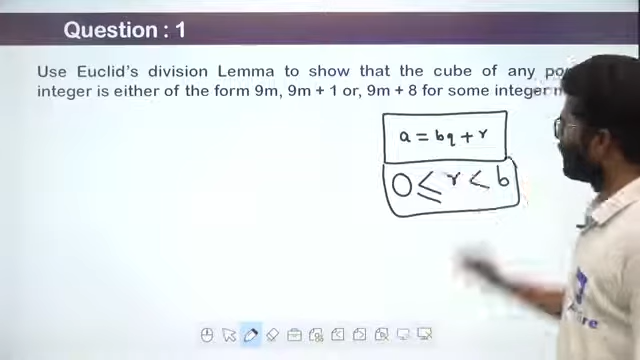 Question : 1
Use Euclid's division Lemma to show that the cube of any
integer is either of the form 9m, 9m + 1 or, 9m + 8 for some integer
a = bq + r
0 ≤ r < b